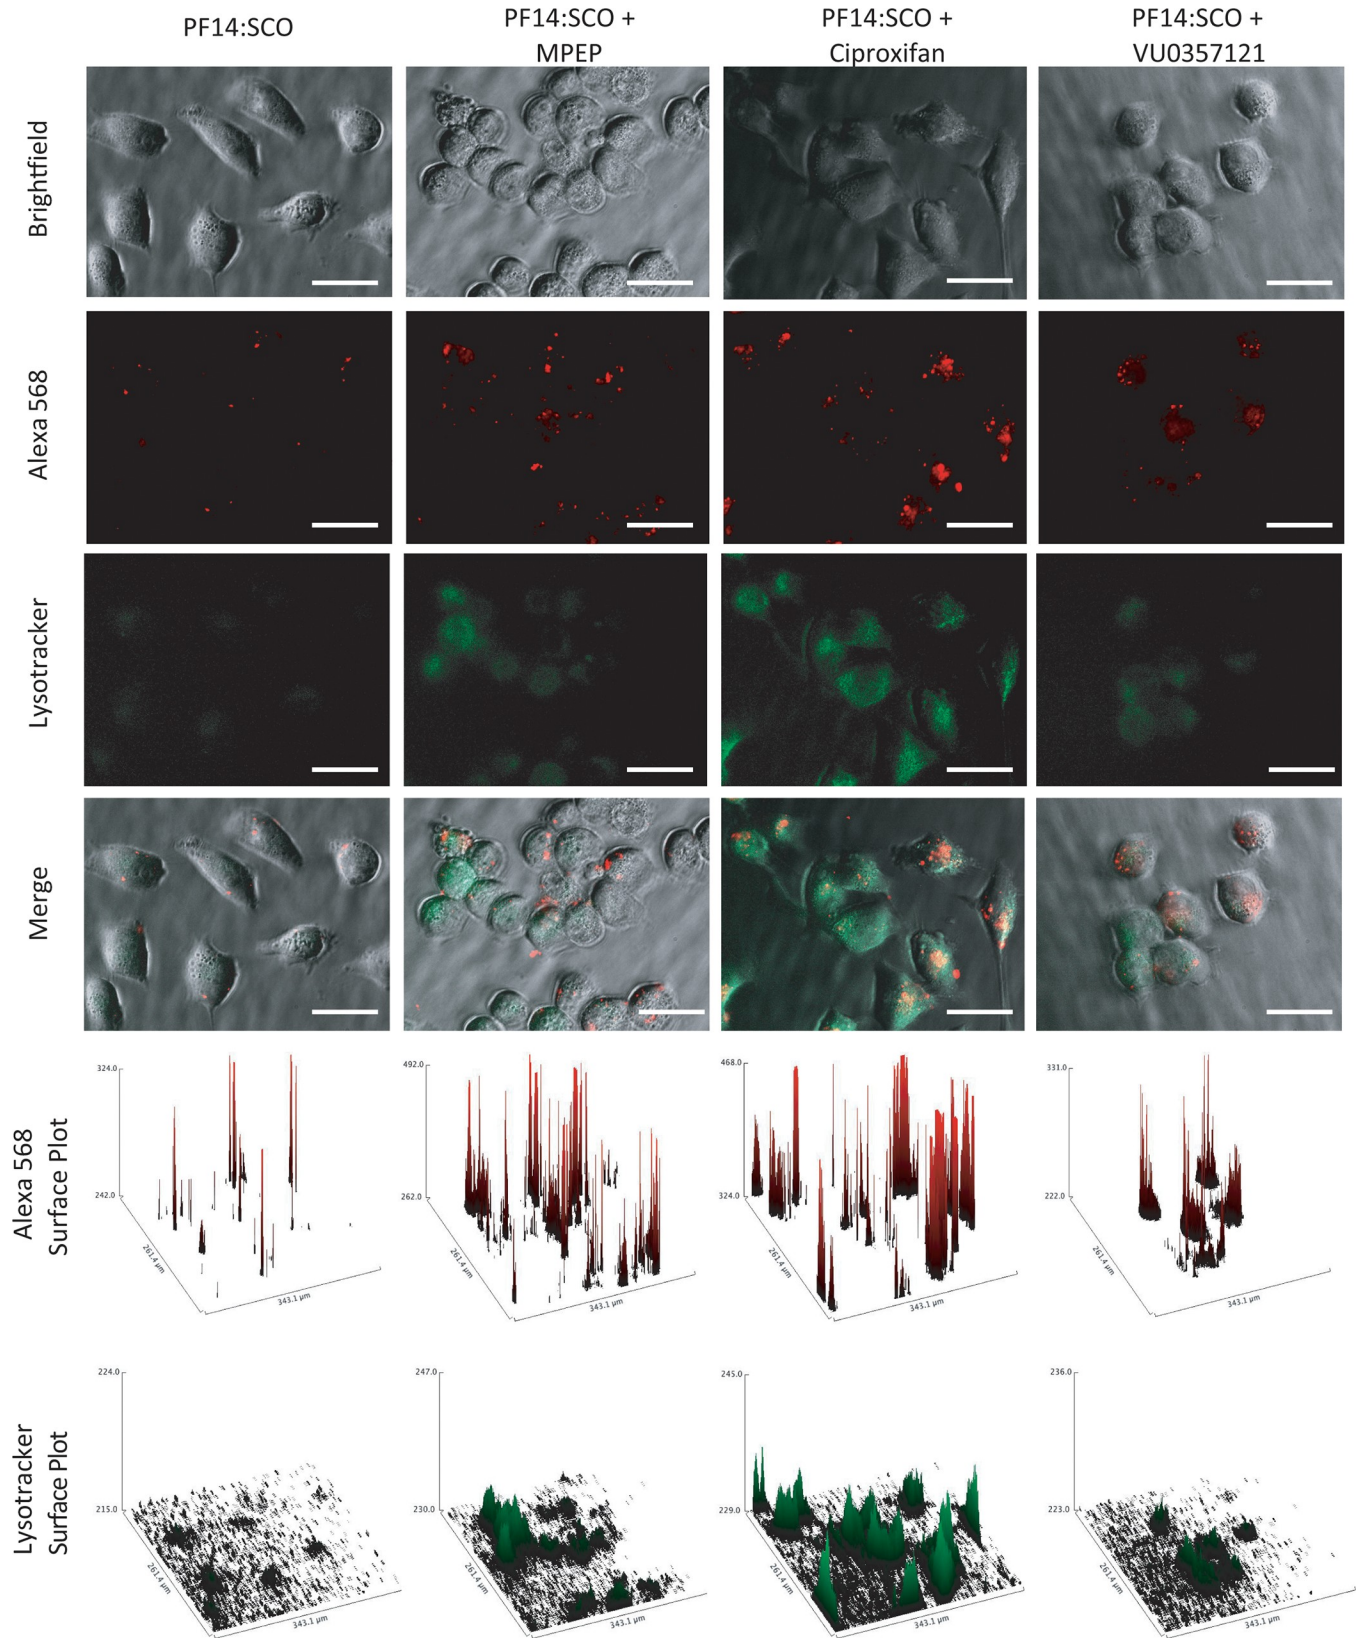 PF14:SCO
PF14:SCO +
MPEP
PF14:SCO +
Ciproxifan
PF14:SCO +
VU0357121
Brightfield
Alexa 568
Lysotracker
Merge
Alexa 568
Surface Plot
324.0
242.0
261.4 µm
343.1 µm
492.0
262.0
261.4 µm
343.1 µm
468.0
324.0
261.4 µm
343.1 µm
331.0
222.0
261.4 µm
343.1 µm
Lysotracker
Surface Plot
224.0
215.0
261.4 µm
343.1 µm
247.0
230.0
261.4 µm
343.1 µm
245.0
229.0
261.4 µm
343.1 µm
236.0
223.0
261.4 µm
343.1 µm